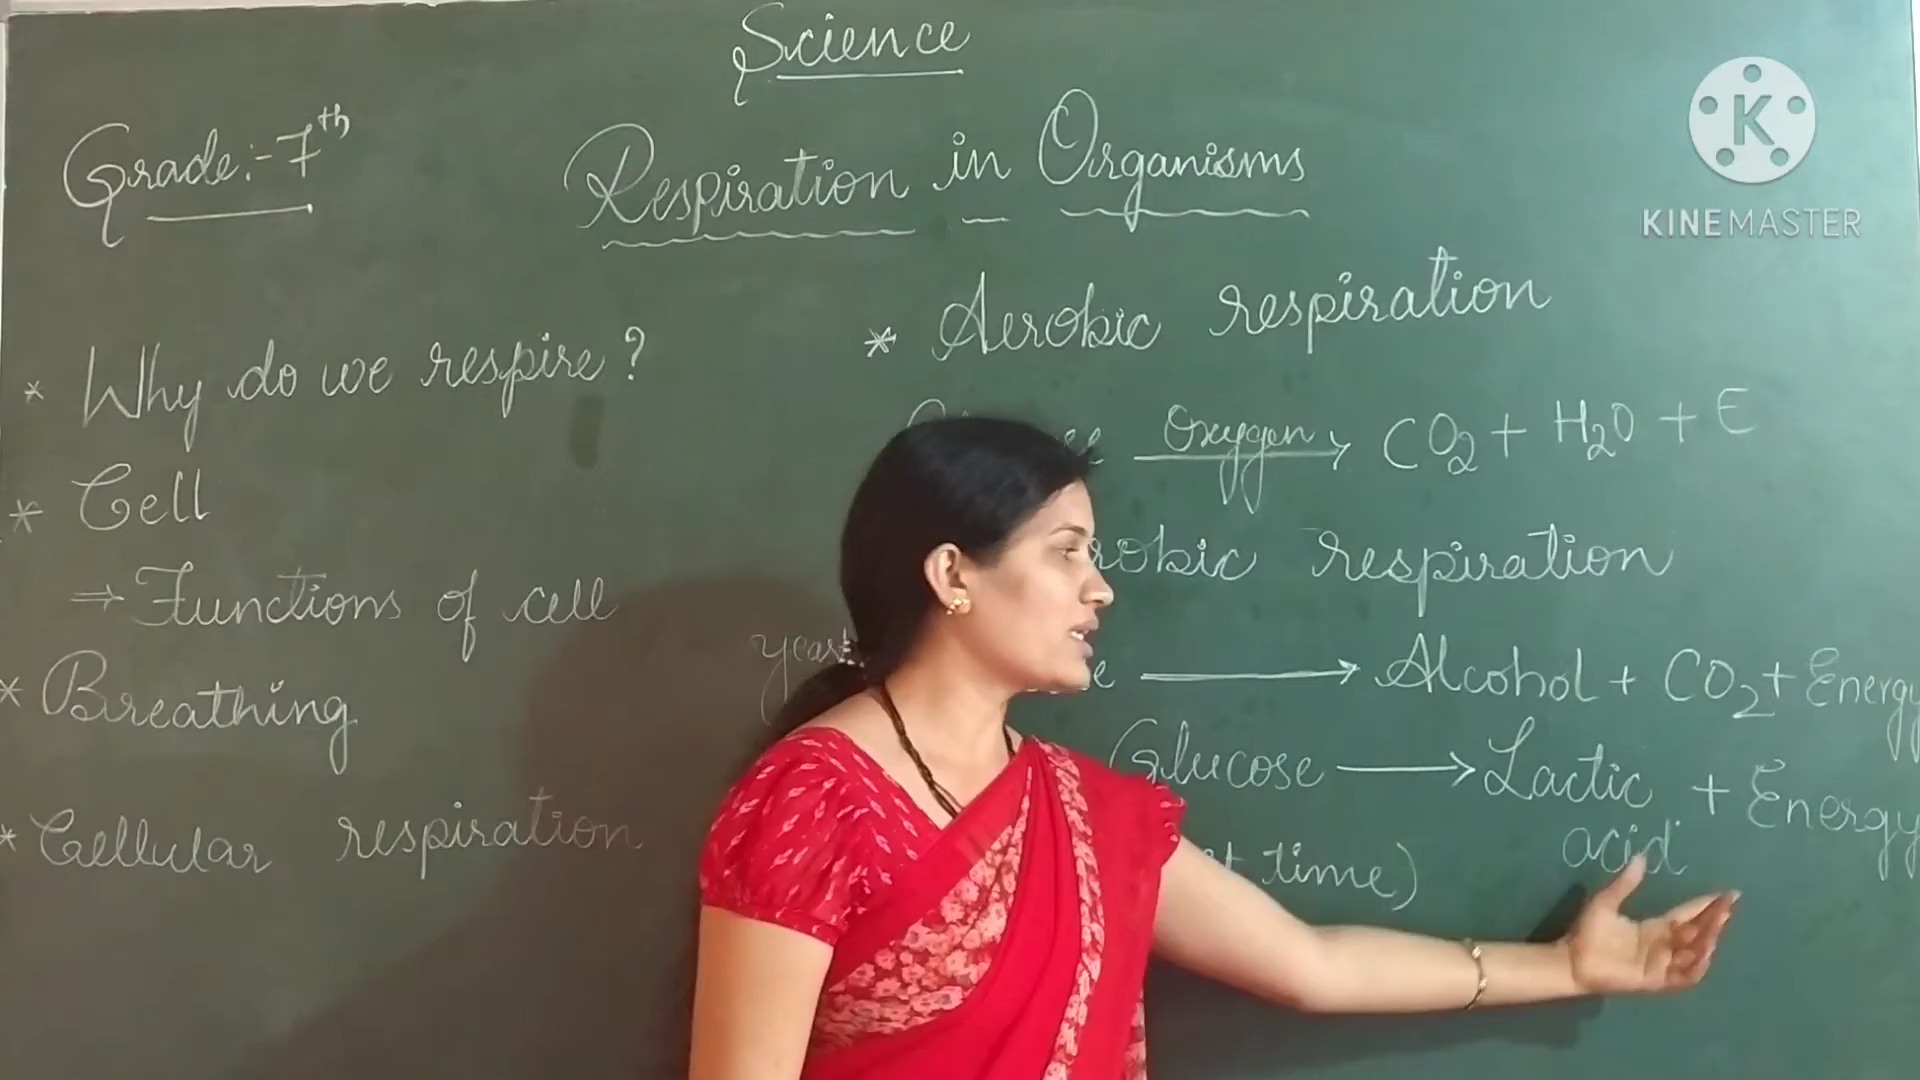 Science
Grade:- 7th
Respiration in Organisms
KINEMASTER
* Why do we respire?
* Cell
⇒ Functions of cell
* Breathing
* Cellular respiration
* Aerobic respiration
Oxygen → CO2 + H2O + E
respiration
yeast → Alcohol + CO2 + Energy
Glucose → Lactic acid + Energy
time)